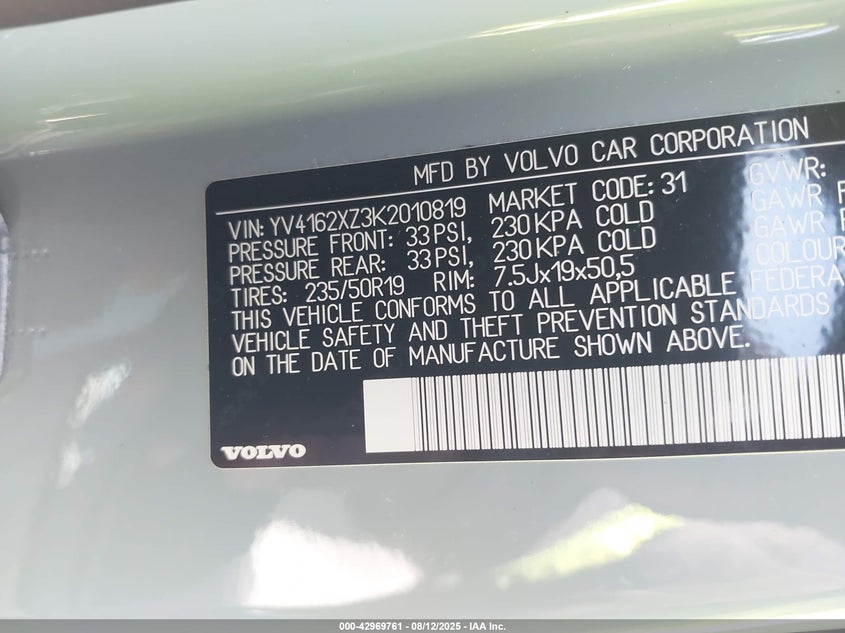 MFD BY VOLVO CAR CORPORATION
VIN: YV4162XZ3K2010819 MARKET CODE: 31 GVWR:
PRESSURE FRONT: 33 PSI, 230 KPA COLD GAWR F
PRESSURE REAR: 33 PSI, 230 KPA COLD GAWR
TIRES: 235/50R19 RIM: 7.5Jx19x50,5 COLOUR
THIS VEHICLE CONFORMS TO ALL APPLICABLE FEDERA
VEHICLE SAFETY AND THEFT PREVENTION STANDARDS
ON THE DATE OF MANUFACTURE SHOWN ABOVE.
VOLVO
000-42969761 - 08/12/2025 - IAA Inc.